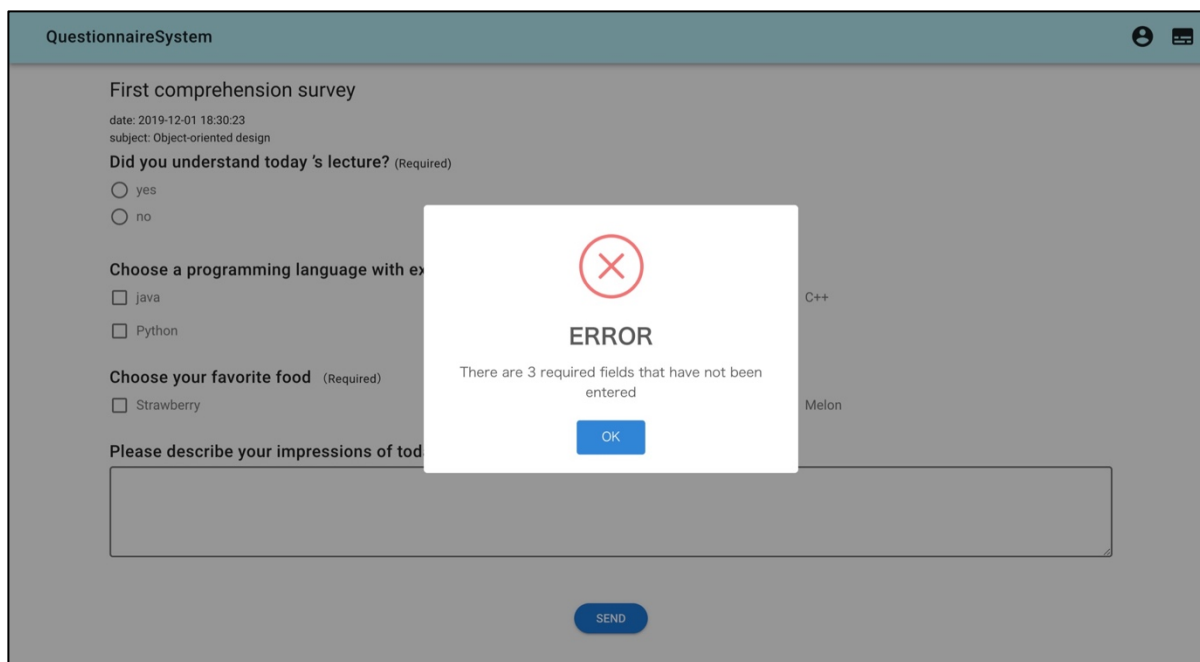 QuestionnaireSystem
First comprehension survey
date: 2019-12-01 18:30:23
subject: Object-oriented design
Did you understand today 's lecture? (Required)
yes
no
Choose a programming language with
java
C++
Python
ERROR
There are 3 required fields that have not been
entered
OK
Choose your favorite food (Required)
Strawberry
Melon
Please describe your impressions of
SEND